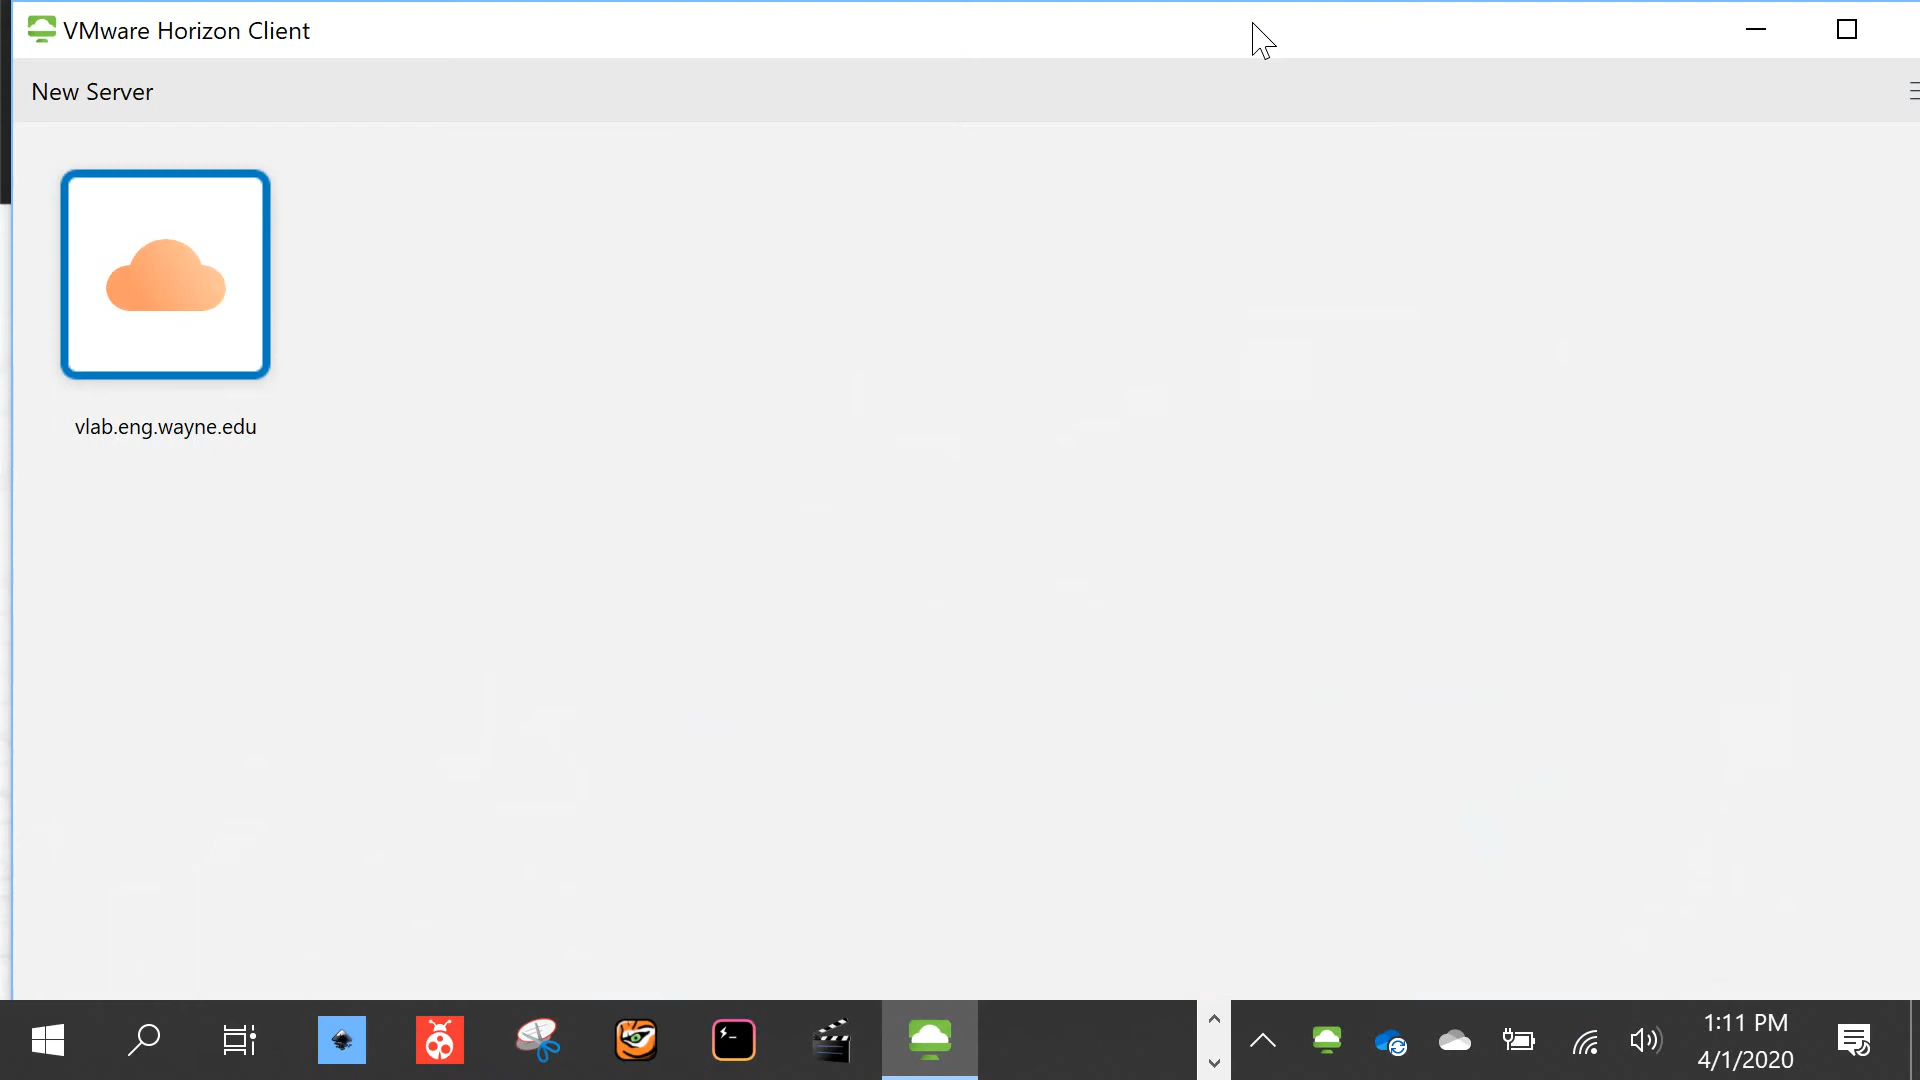 VMware Horizon Client
New Server
vlab.eng.wayne.edu
1:11 PM
4/1/2020